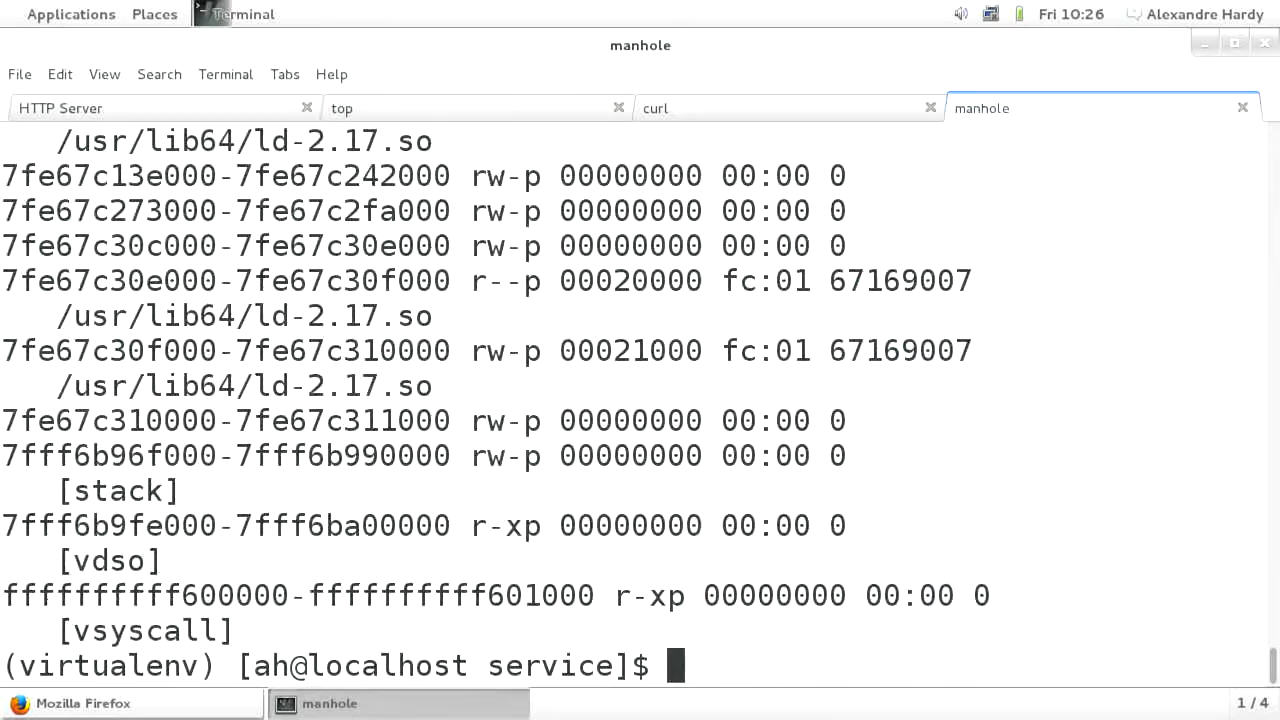 Applications Places Terminal Fri 10:26 Alexandre Hardy
manhole
File Edit View Search Terminal Tabs Help
HTTP Server top curl manhole
/usr/lib64/ld-2.17.so
7fe67c13e000-7fe67c242000 rw-p 00000000 00:00 0
7fe67c273000-7fe67c2fa000 rw-p 00000000 00:00 0
7fe67c30c000-7fe67c30e000 rw-p 00000000 00:00 0
7fe67c30e000-7fe67c30f000 r--p 00020000 fc:01 67169007
/usr/lib64/ld-2.17.so
7fe67c30f000-7fe67c310000 rw-p 00021000 fc:01 67169007
/usr/lib64/ld-2.17.so
7fe67c310000-7fe67c311000 rw-p 00000000 00:00 0
7fff6b96f000-7fff6b990000 rw-p 00000000 00:00 0
[stack]
7fff6b9fe000-7fff6ba00000 r-xp 00000000 00:00 0
[vdso]
ffffffffff600000-ffffffffff601000 r-xp 00000000 00:00 0
[vsyscall]
(virtualenv) [ah@localhost service]$
Mozilla Firefox manhole 1 / 4